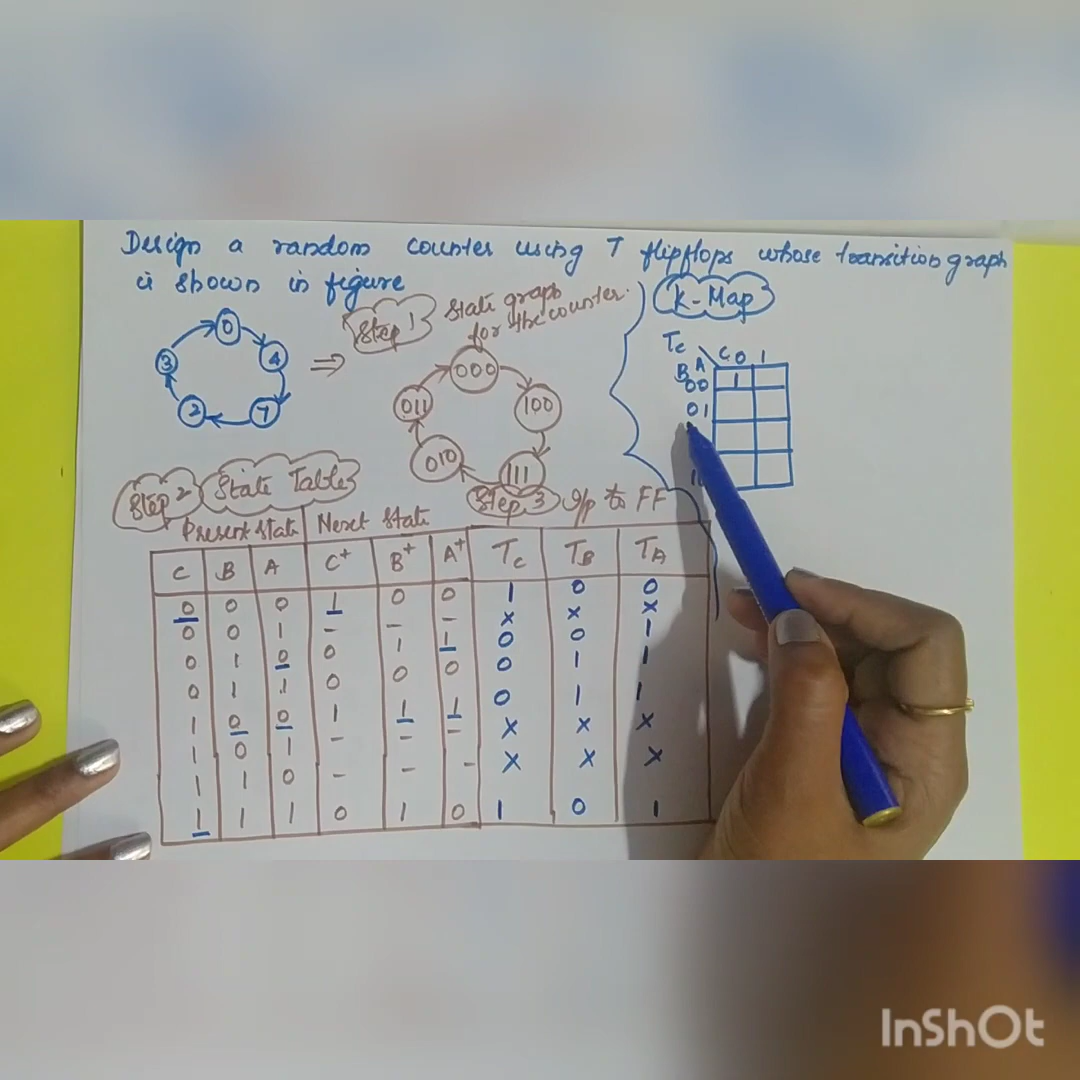 Design a random counter using T flipflops whose transition graph
is shown in figure
0
4
7
2
3
⇒
Step 1
State graph
for the counter.
000
100
111
010
011
K-Map
Tc
C 0 1
B A
00 1
01
Step 2 State Table
Step 3 I/p to FF
Present State Next State
C B A C+ B+ A+ Tc TB TA
0 0 0 1 0 0 1 0 0
0 0 1 - - - X X X
0 1 0 0 1 1 0 0 1
0 1 1 0 0 0 0 1 1
1 0 0 1 1 1 0 1 1
1 0 1 - - - X X X
1 1 0 - - - X X X
1 1 1 0 1 0 1 0 1
InShOt